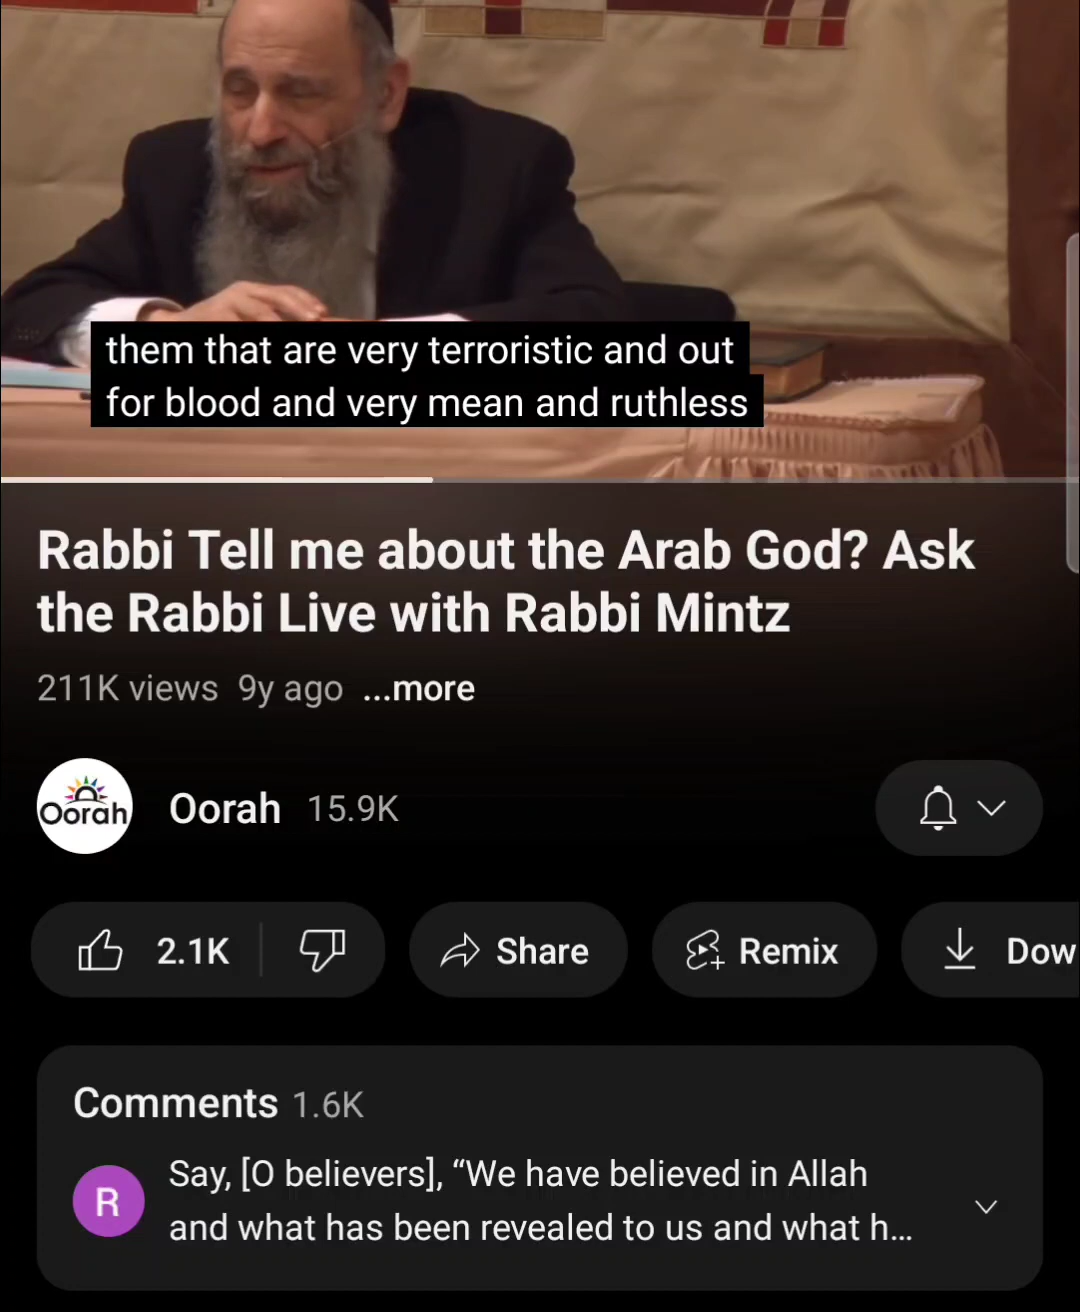 them that are very terroristic and out
for blood and very mean and ruthless
Rabbi Tell me about the Arab God? Ask
the Rabbi Live with Rabbi Mintz
211K views 9y ago ...more
Oorah
Oorah 15.9K
2.1K
Share
Remix
Dow
Comments 1.6K
R
Say, [O believers], “We have believed in Allah
and what has been revealed to us and what h...